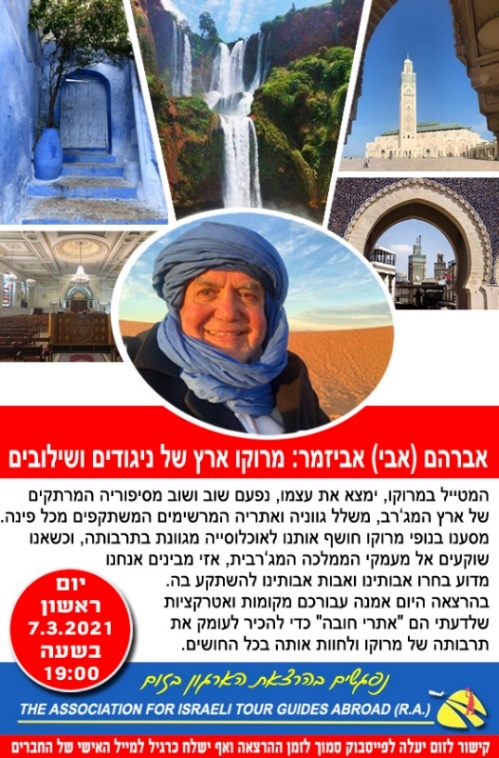 אברהם (אבי) אביזמר: מרוקו ארץ של ניגודים ושילובים
המטייל במרוקו, ימצא את עצמו, נפעם שוב ושוב מסיפוריה המרתקים
של ארץ המג'רב, משלל גווניה ואתריה המרשימים המשתקפים מכל פינה.
מסענו בנופי מרוקו חושף אותנו לאוכלוסייה מגוונת בתרבותה, וכשאנו
שוקעים אל מעמקי הממלכה המג'רבית, אזי מבינים אנחנו
מדוע בחרו אבותינו ואבות אבותינו להשתקע בה.
בהרצאה היום אמנה עבורכם מקומות ואטרקציות
שלדעתי הם "אתרי חובה" כדי להכיר לעומק את
תרבותה של מרוקו ולחוות אותה בכל החושים.
יום
ראשון
7.3.2021
בשעה
19:00
נפגשים בהרצאת הארגון בזום
THE ASSOCIATION FOR ISRAELI TOUR GUIDES ABROAD (R.A.)
קישור לזום יעלה לפייסבוק סמוך לזמן ההרצאה ואף ישלח כרגיל למייל האישי של החברים